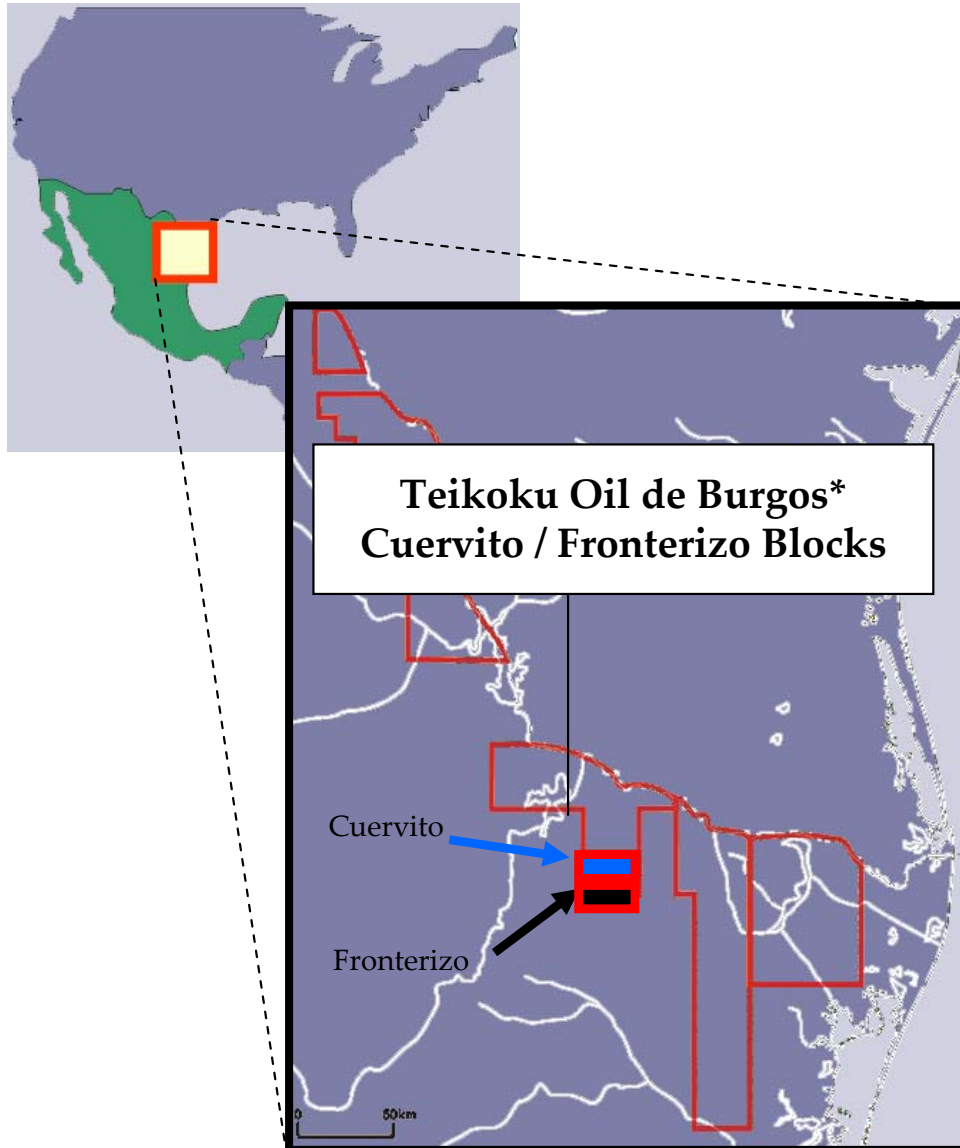 Teikoku Oil de Burgos*
Cuervito / Fronterizo Blocks
Cuervito
Fronterizo
0 50km